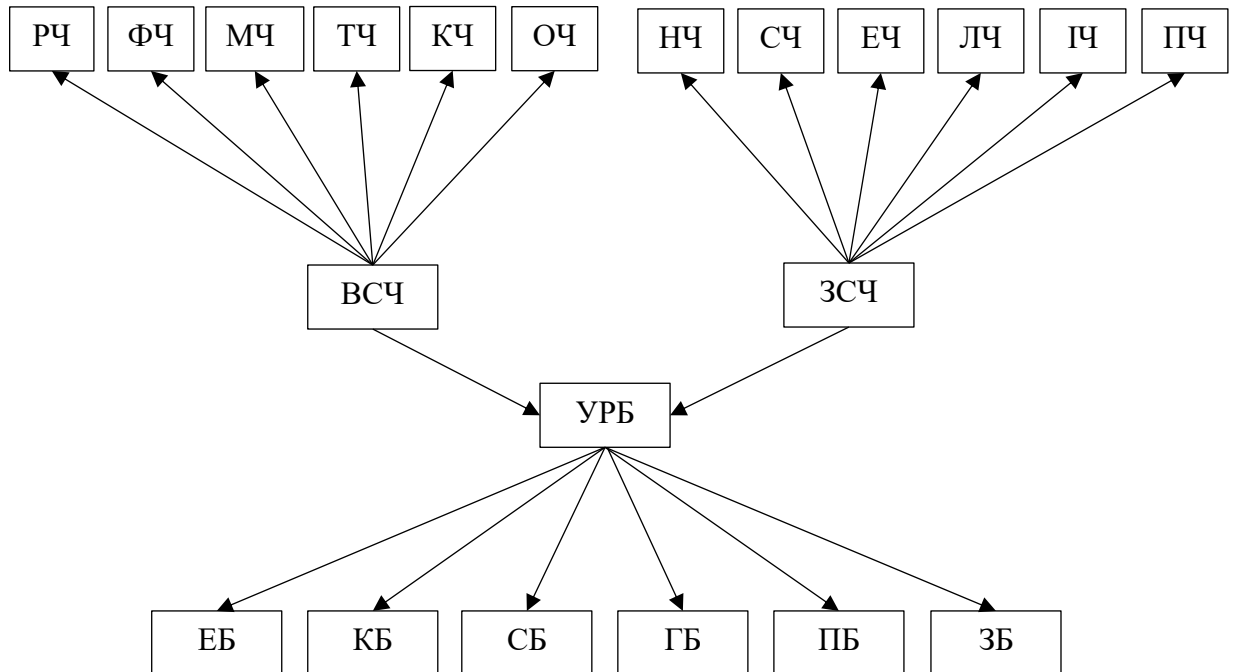 РЧ ФЧ МЧ ТЧ КЧ ОЧ НЧ СЧ ЕЧ ЛЧ ІЧ ПЧ
ВСЧ ЗСЧ
УРБ
ЕБ КБ СБ ГБ ПБ ЗБ